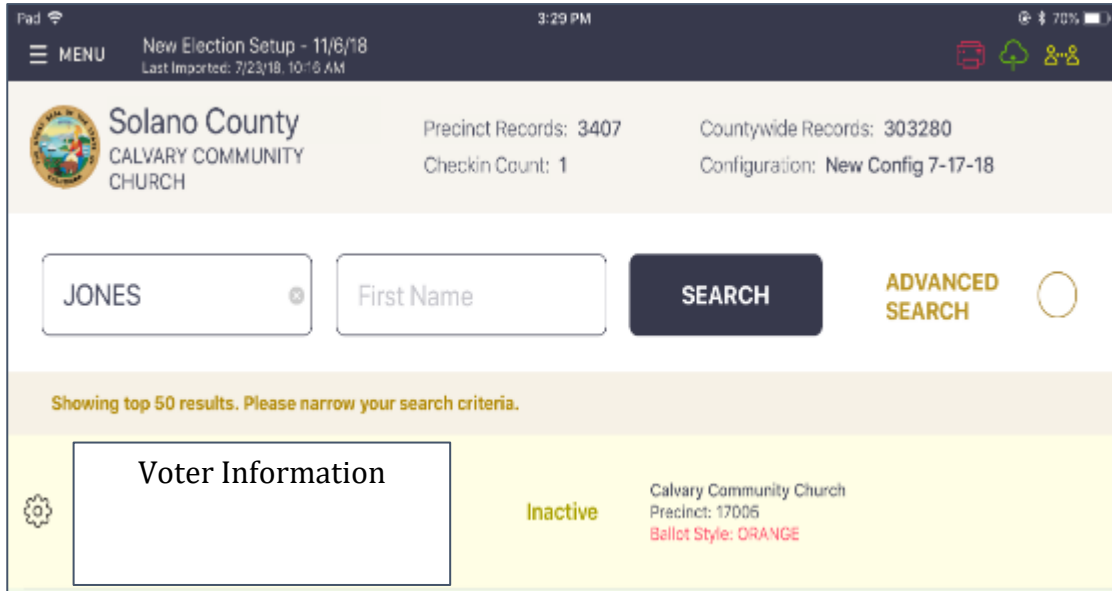 Pad 3:29 PM 70%
MENU New Election Setup - 11/6/18
Last Imported: 7/23/18, 10:16 AM
Solano County
CALVARY COMMUNITY
CHURCH
Precinct Records: 3407
Checkin Count: 1
Countywide Records: 303280
Configuration: New Config 7-17-18
JONES
First Name
SEARCH
ADVANCED
SEARCH
Showing top 50 results. Please narrow your search criteria.
Voter Information
Inactive
Calvary Community Church
Precinct: 17005
Ballot Style: ORANGE